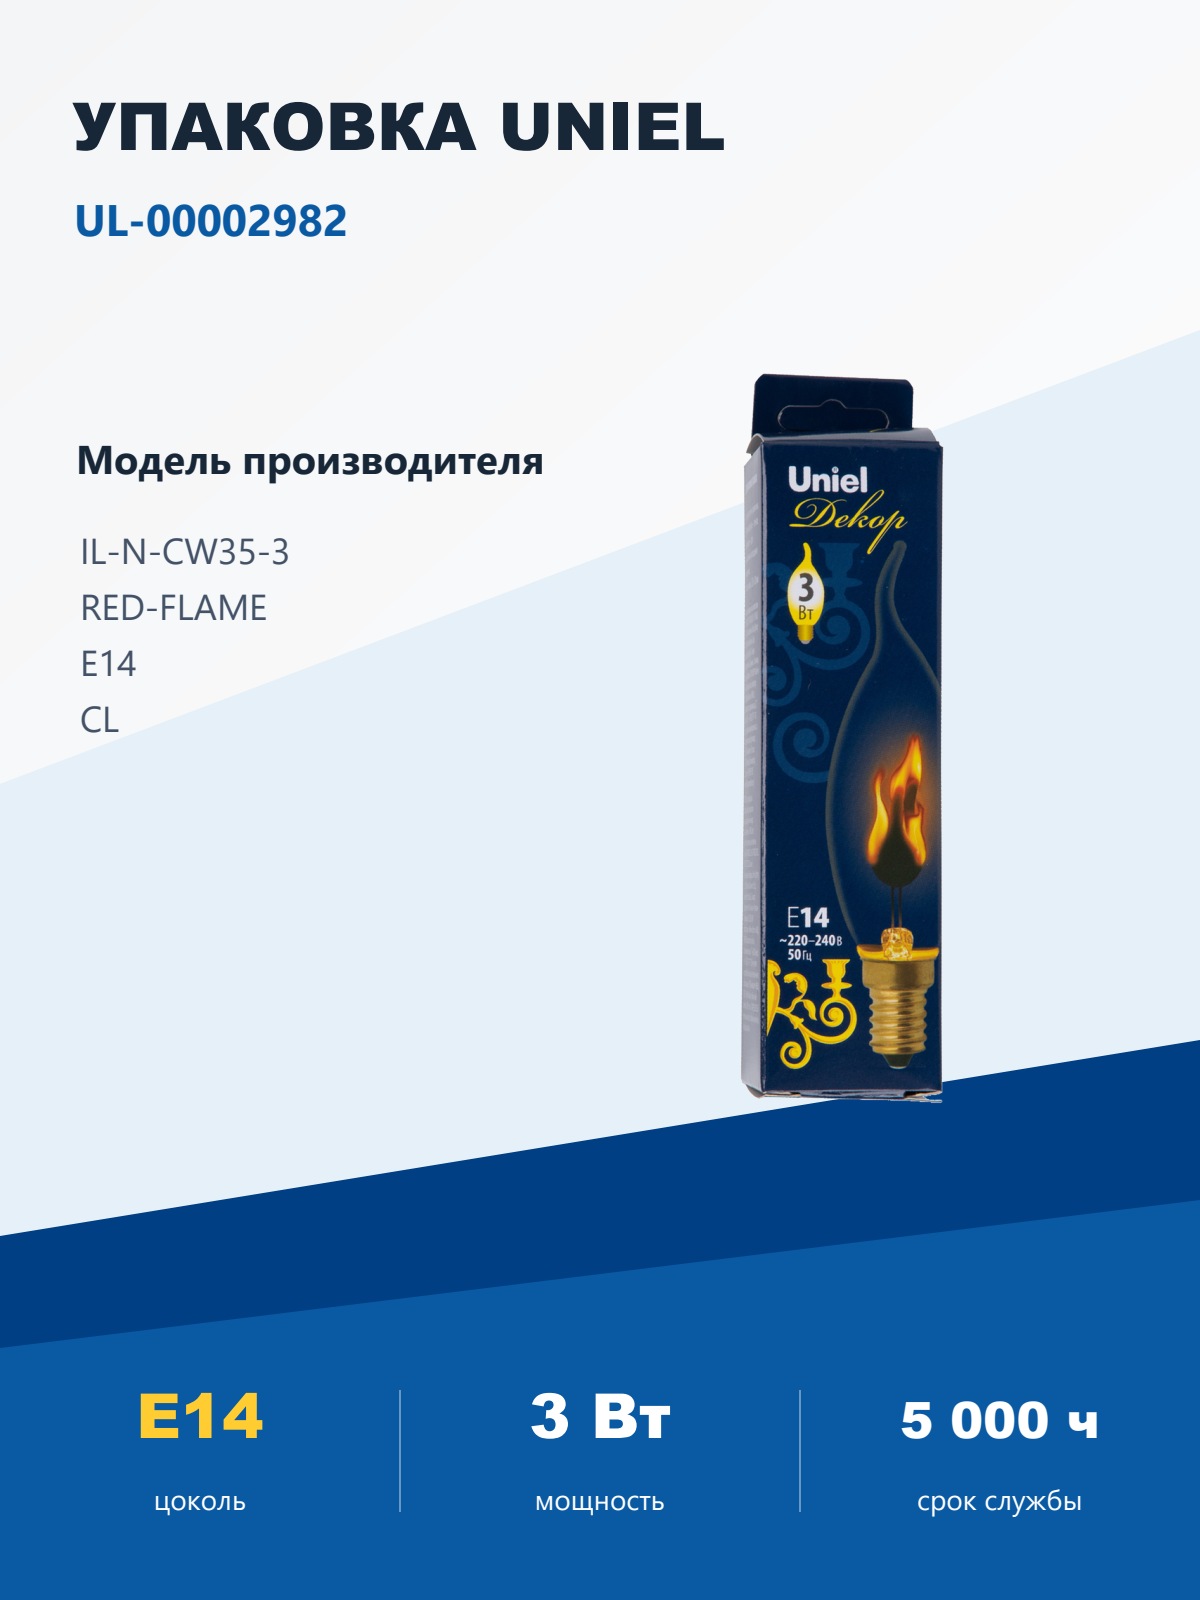 УПАКОВКА UNIEL
UL-00002982
Модель производителя
IL-N-CW35-3
RED-FLAME
E14
CL
Uniel
Декор
3
Вт
E14
~220-240В
50Гц
E14
цоколь
3 Вт
мощность
5 000 ч
срок службы